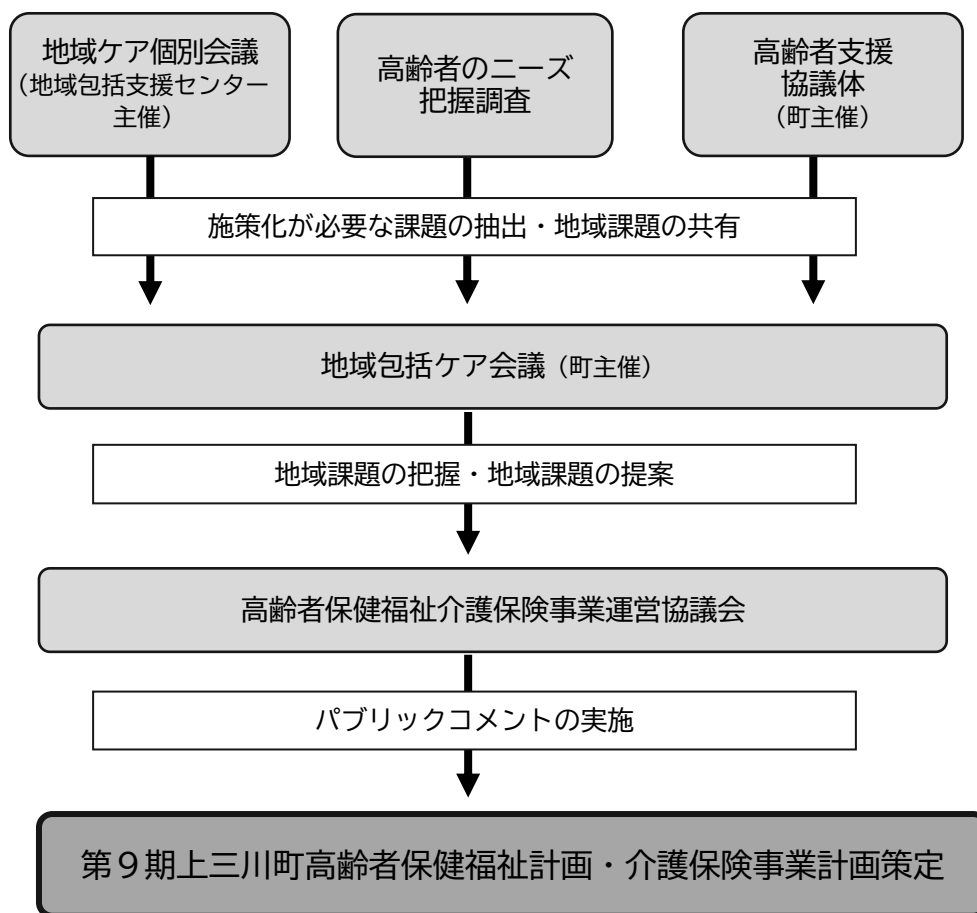 地域ケア個別会議
（地域包括支援センター
主催）
高齢者のニーズ
把握調査
高齢者支援
協議体
（町主催）
施策化が必要な課題の抽出・地域課題の共有
地域包括ケア会議（町主催）
地域課題の把握・地域課題の提案
高齢者保健福祉介護保険事業運営協議会
パブリックコメントの実施
第９期上三川町高齢者保健福祉計画・介護保険事業計画策定